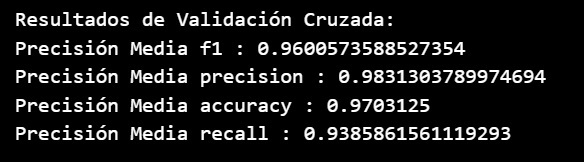 Resultados de Validación Cruzada:
Precisión Media f1 : 0.9600573588527354
Precisión Media precision : 0.9831303789974694
Precisión Media accuracy : 0.9703125
Precisión Media recall : 0.9385861561119293